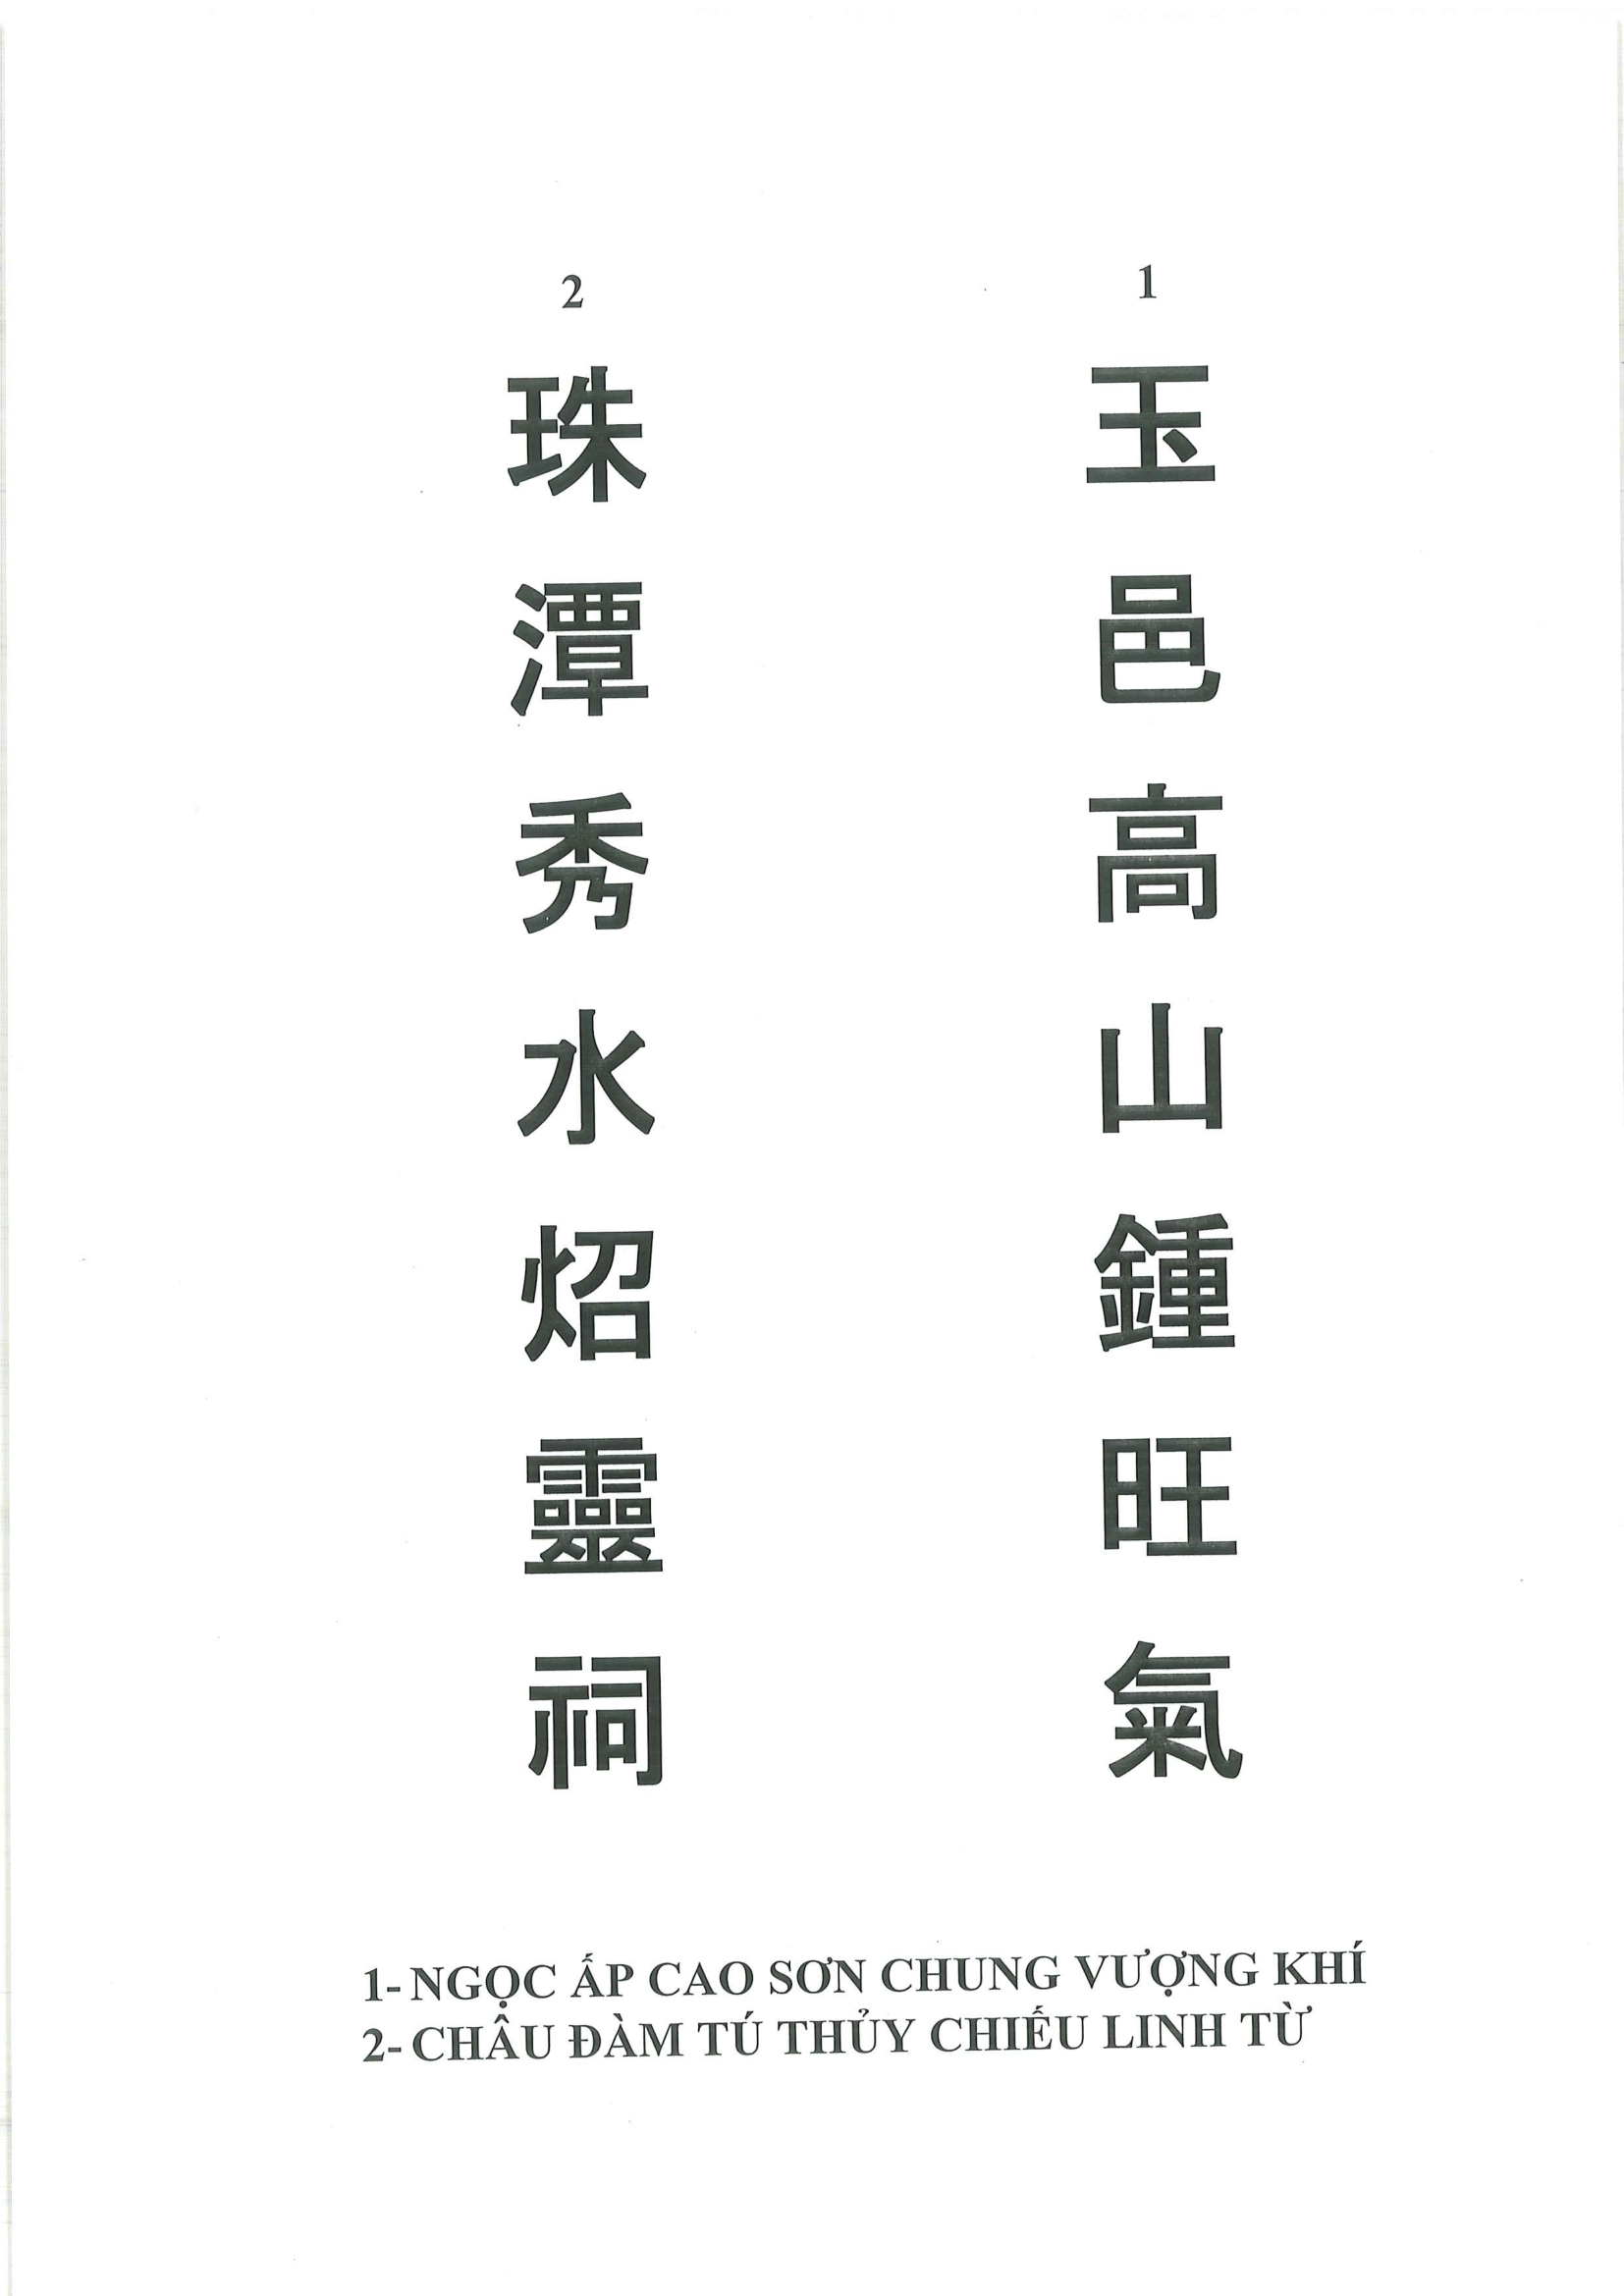 1
玉邑高山鍾旺氣
2
珠潭秀水炤靈祠
1-NGỌC ẤP CAO SƠN CHUNG VƯỢNG KHÍ
2-CHÂU ĐÀM TÚ THỦY CHIẾU LINH TỪ